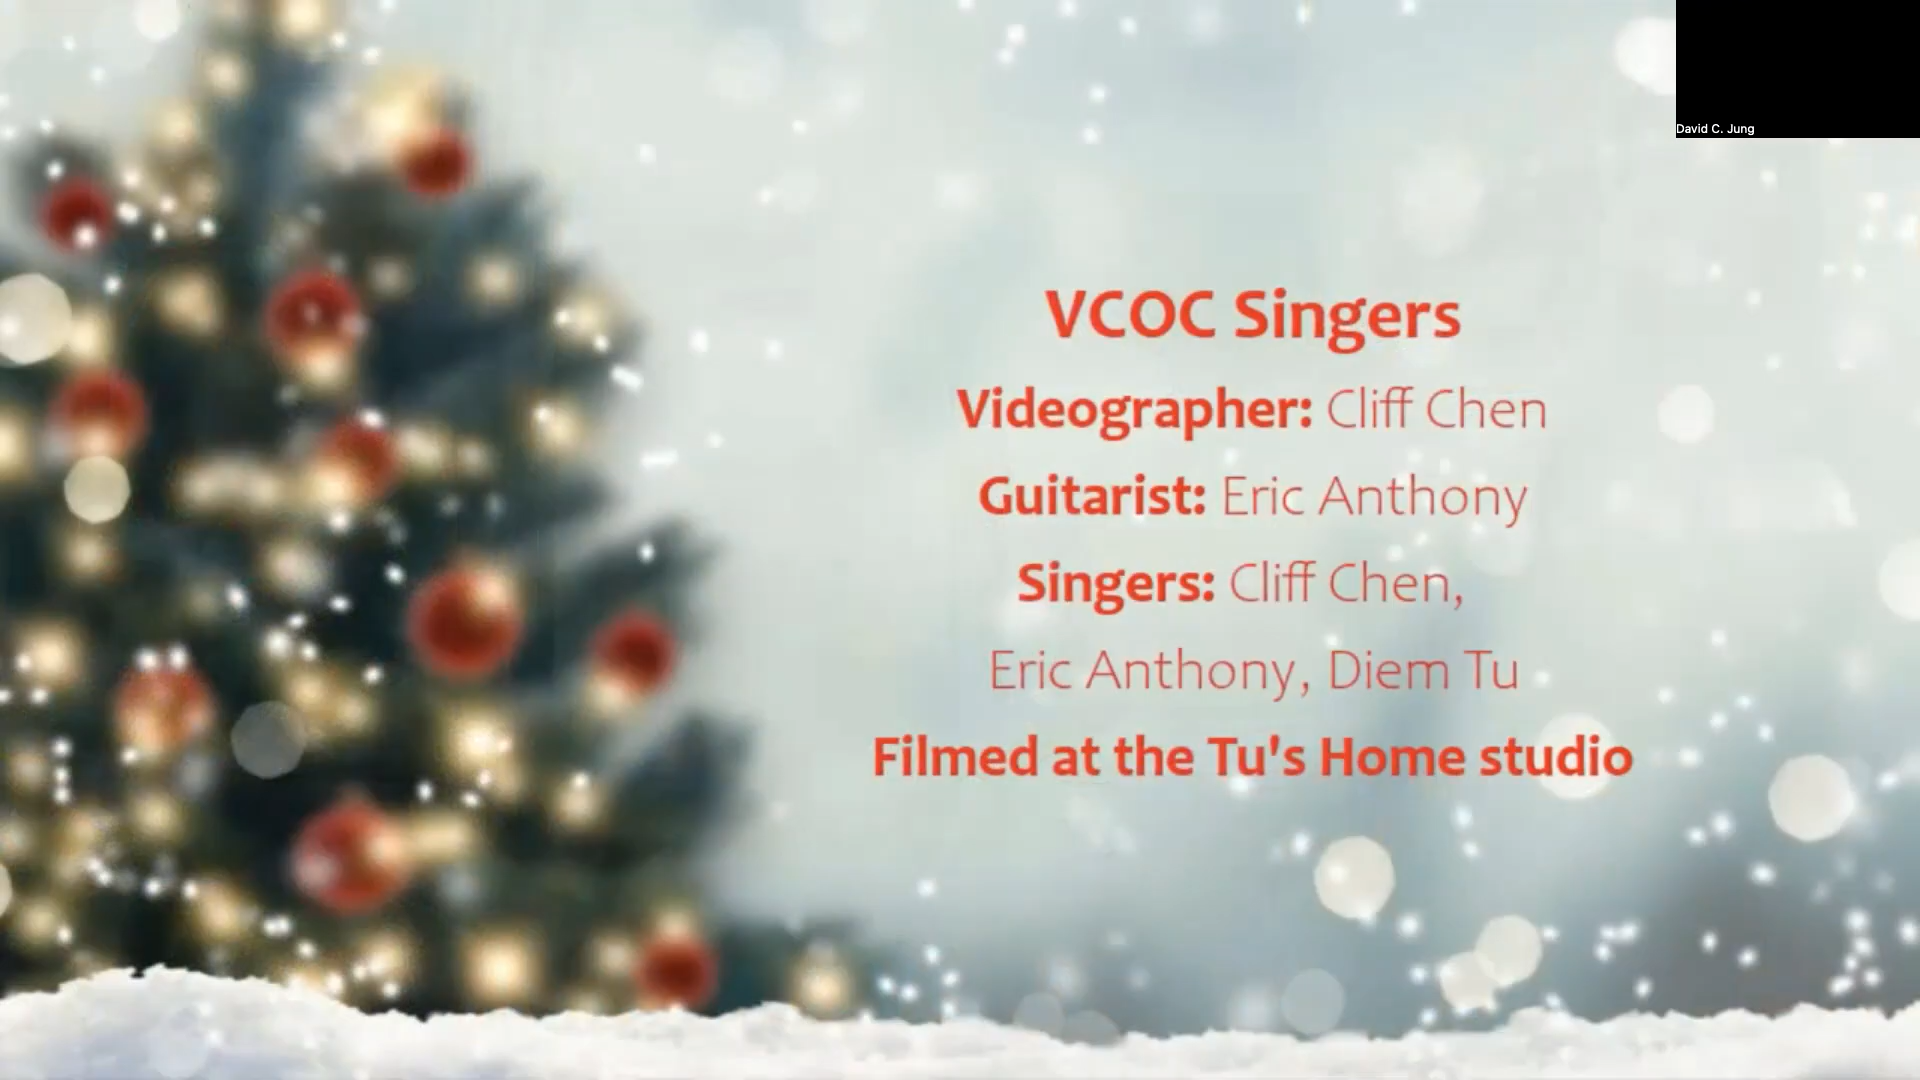 David C. Jung
VCOC Singers
Videographer: Cliff Chen
Guitarist: Eric Anthony
Singers: Cliff Chen,
Eric Anthony, Diem Tu
Filmed at the Tu's Home studio